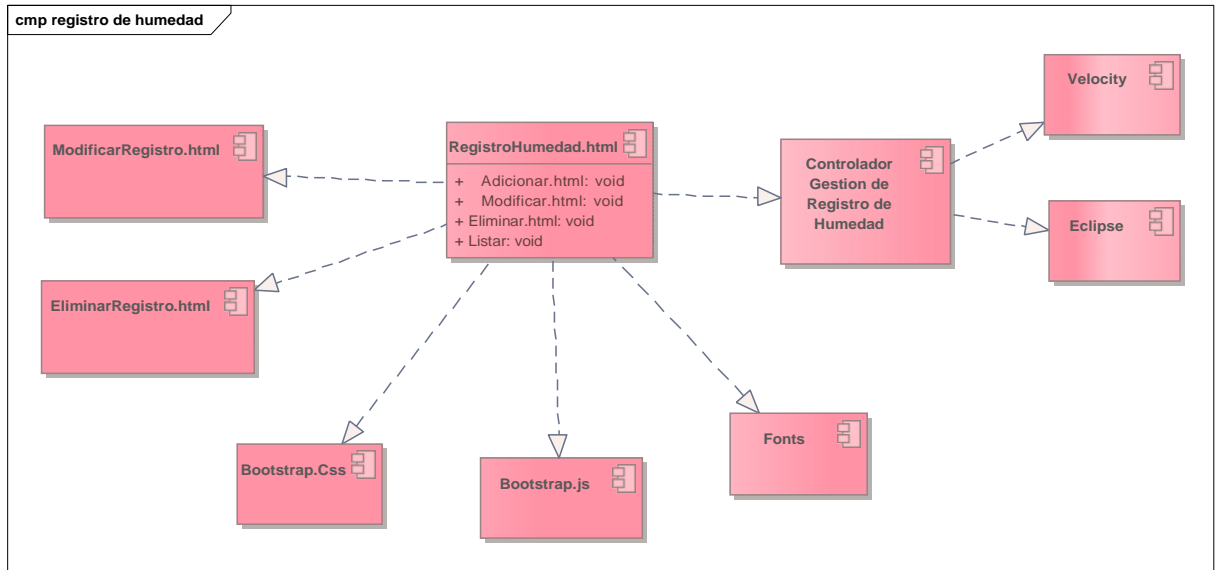 cmp registro de humedad
Velocity
ModificarRegistro.html
RegistroHumedad.html
+ Adicionar.html: void
+ Modificar.html: void
+ Eliminar.html: void
+ Listar: void
Controlador
Gestion de
Registro de
Humedad
Eclipse
EliminarRegistro.html
Bootstrap.Css
Bootstrap.js
Fonts